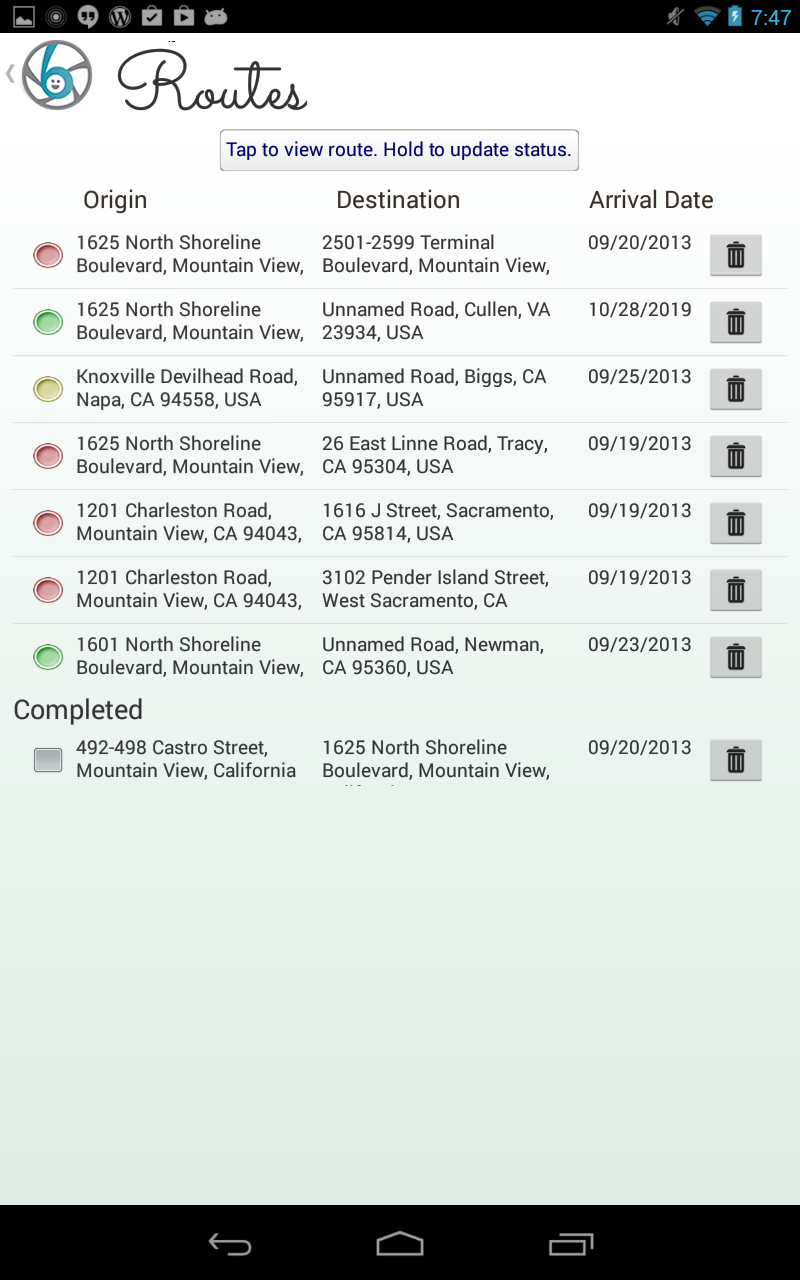 7:47
Routes
Tap to view route. Hold to update status.
Origin Destination Arrival Date
1625 North Shoreline 2501-2599 Terminal 09/20/2013
Boulevard, Mountain View, Boulevard, Mountain View,
1625 North Shoreline Unnamed Road, Cullen, VA 10/28/2019
Boulevard, Mountain View, 23934, USA
Knoxville Devilhead Road, Unnamed Road, Biggs, CA 09/25/2013
Napa, CA 94558, USA 95917, USA
1625 North Shoreline 26 East Linne Road, Tracy, 09/19/2013
Boulevard, Mountain View, CA 95304, USA
1201 Charleston Road, 1616 J Street, Sacramento, 09/19/2013
Mountain View, CA 94043, CA 95814, USA
1201 Charleston Road, 3102 Pender Island Street, 09/19/2013
Mountain View, CA 94043, West Sacramento, CA
1601 North Shoreline Unnamed Road, Newman, 09/23/2013
Boulevard, Mountain View, CA 95360, USA
Completed
492-498 Castro Street, 1625 North Shoreline 09/20/2013
Mountain View, California Boulevard, Mountain View,